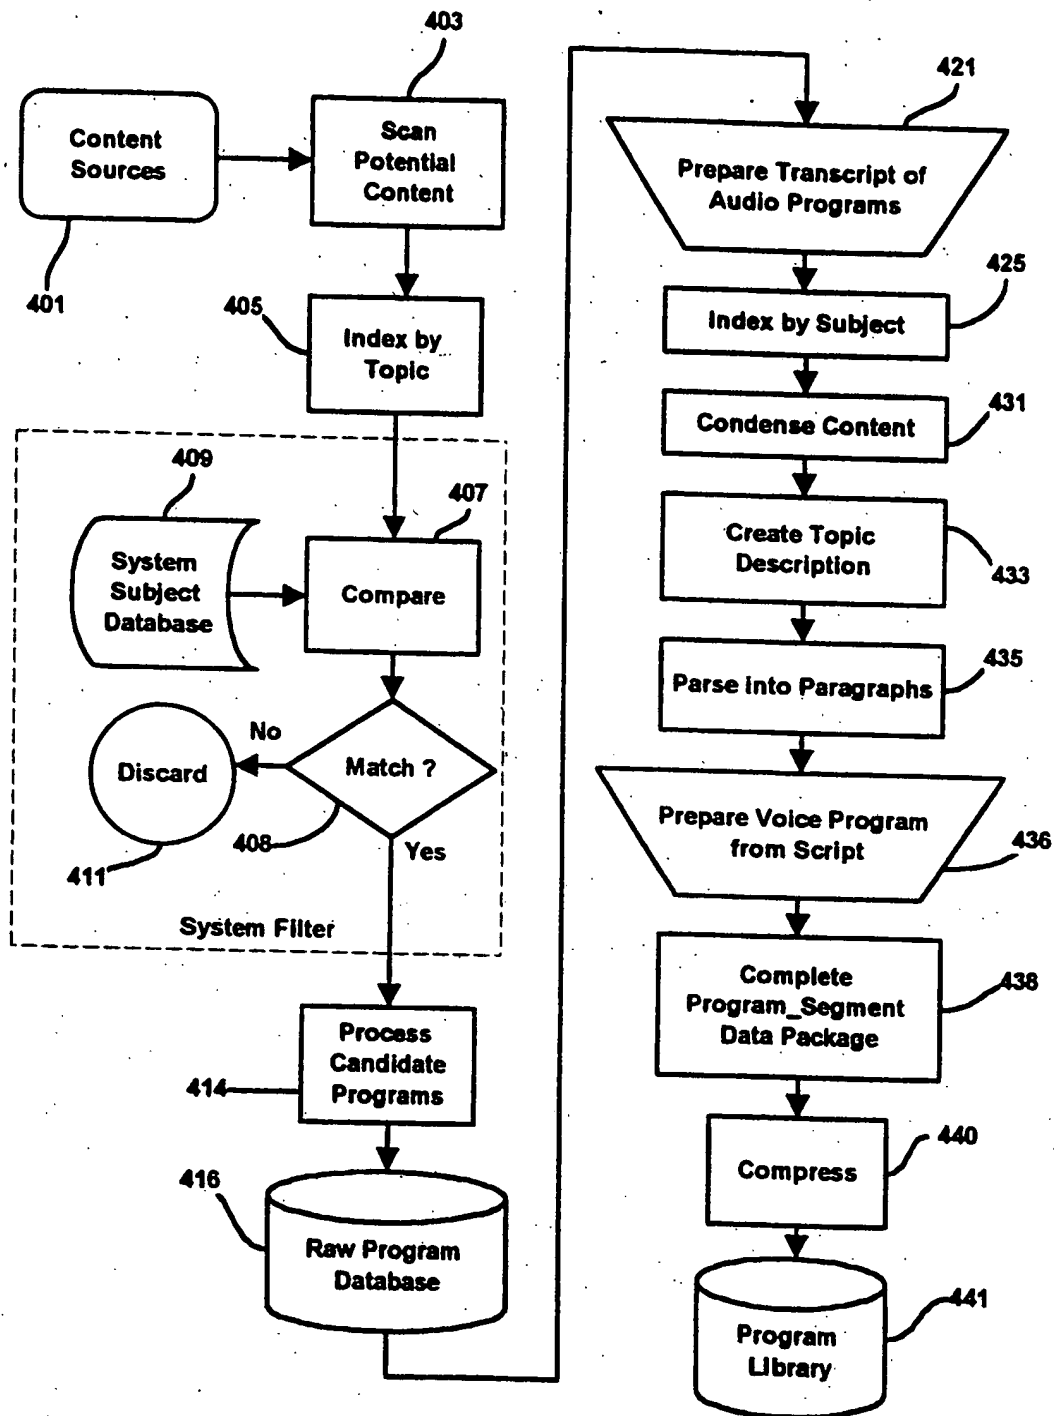 403
Content
Sources
401
Scan
Potential
Content
405
Index by
Topic
409
System
Subject
Database
407
Compare
No
Discard
411
Match ?
408
Yes
System Filter
Process
Candidate
Programs
414
416
Raw Program
Database
421
Prepare Transcript of
Audio Programs
425
Index by Subject
431
Condense Content
Create Topic
Description
433
Parse into Paragraphs
435
Prepare Voice Program
from Script
436
Complete
Program_Segment
Data Package
438
Compress
440
Program
Library
441